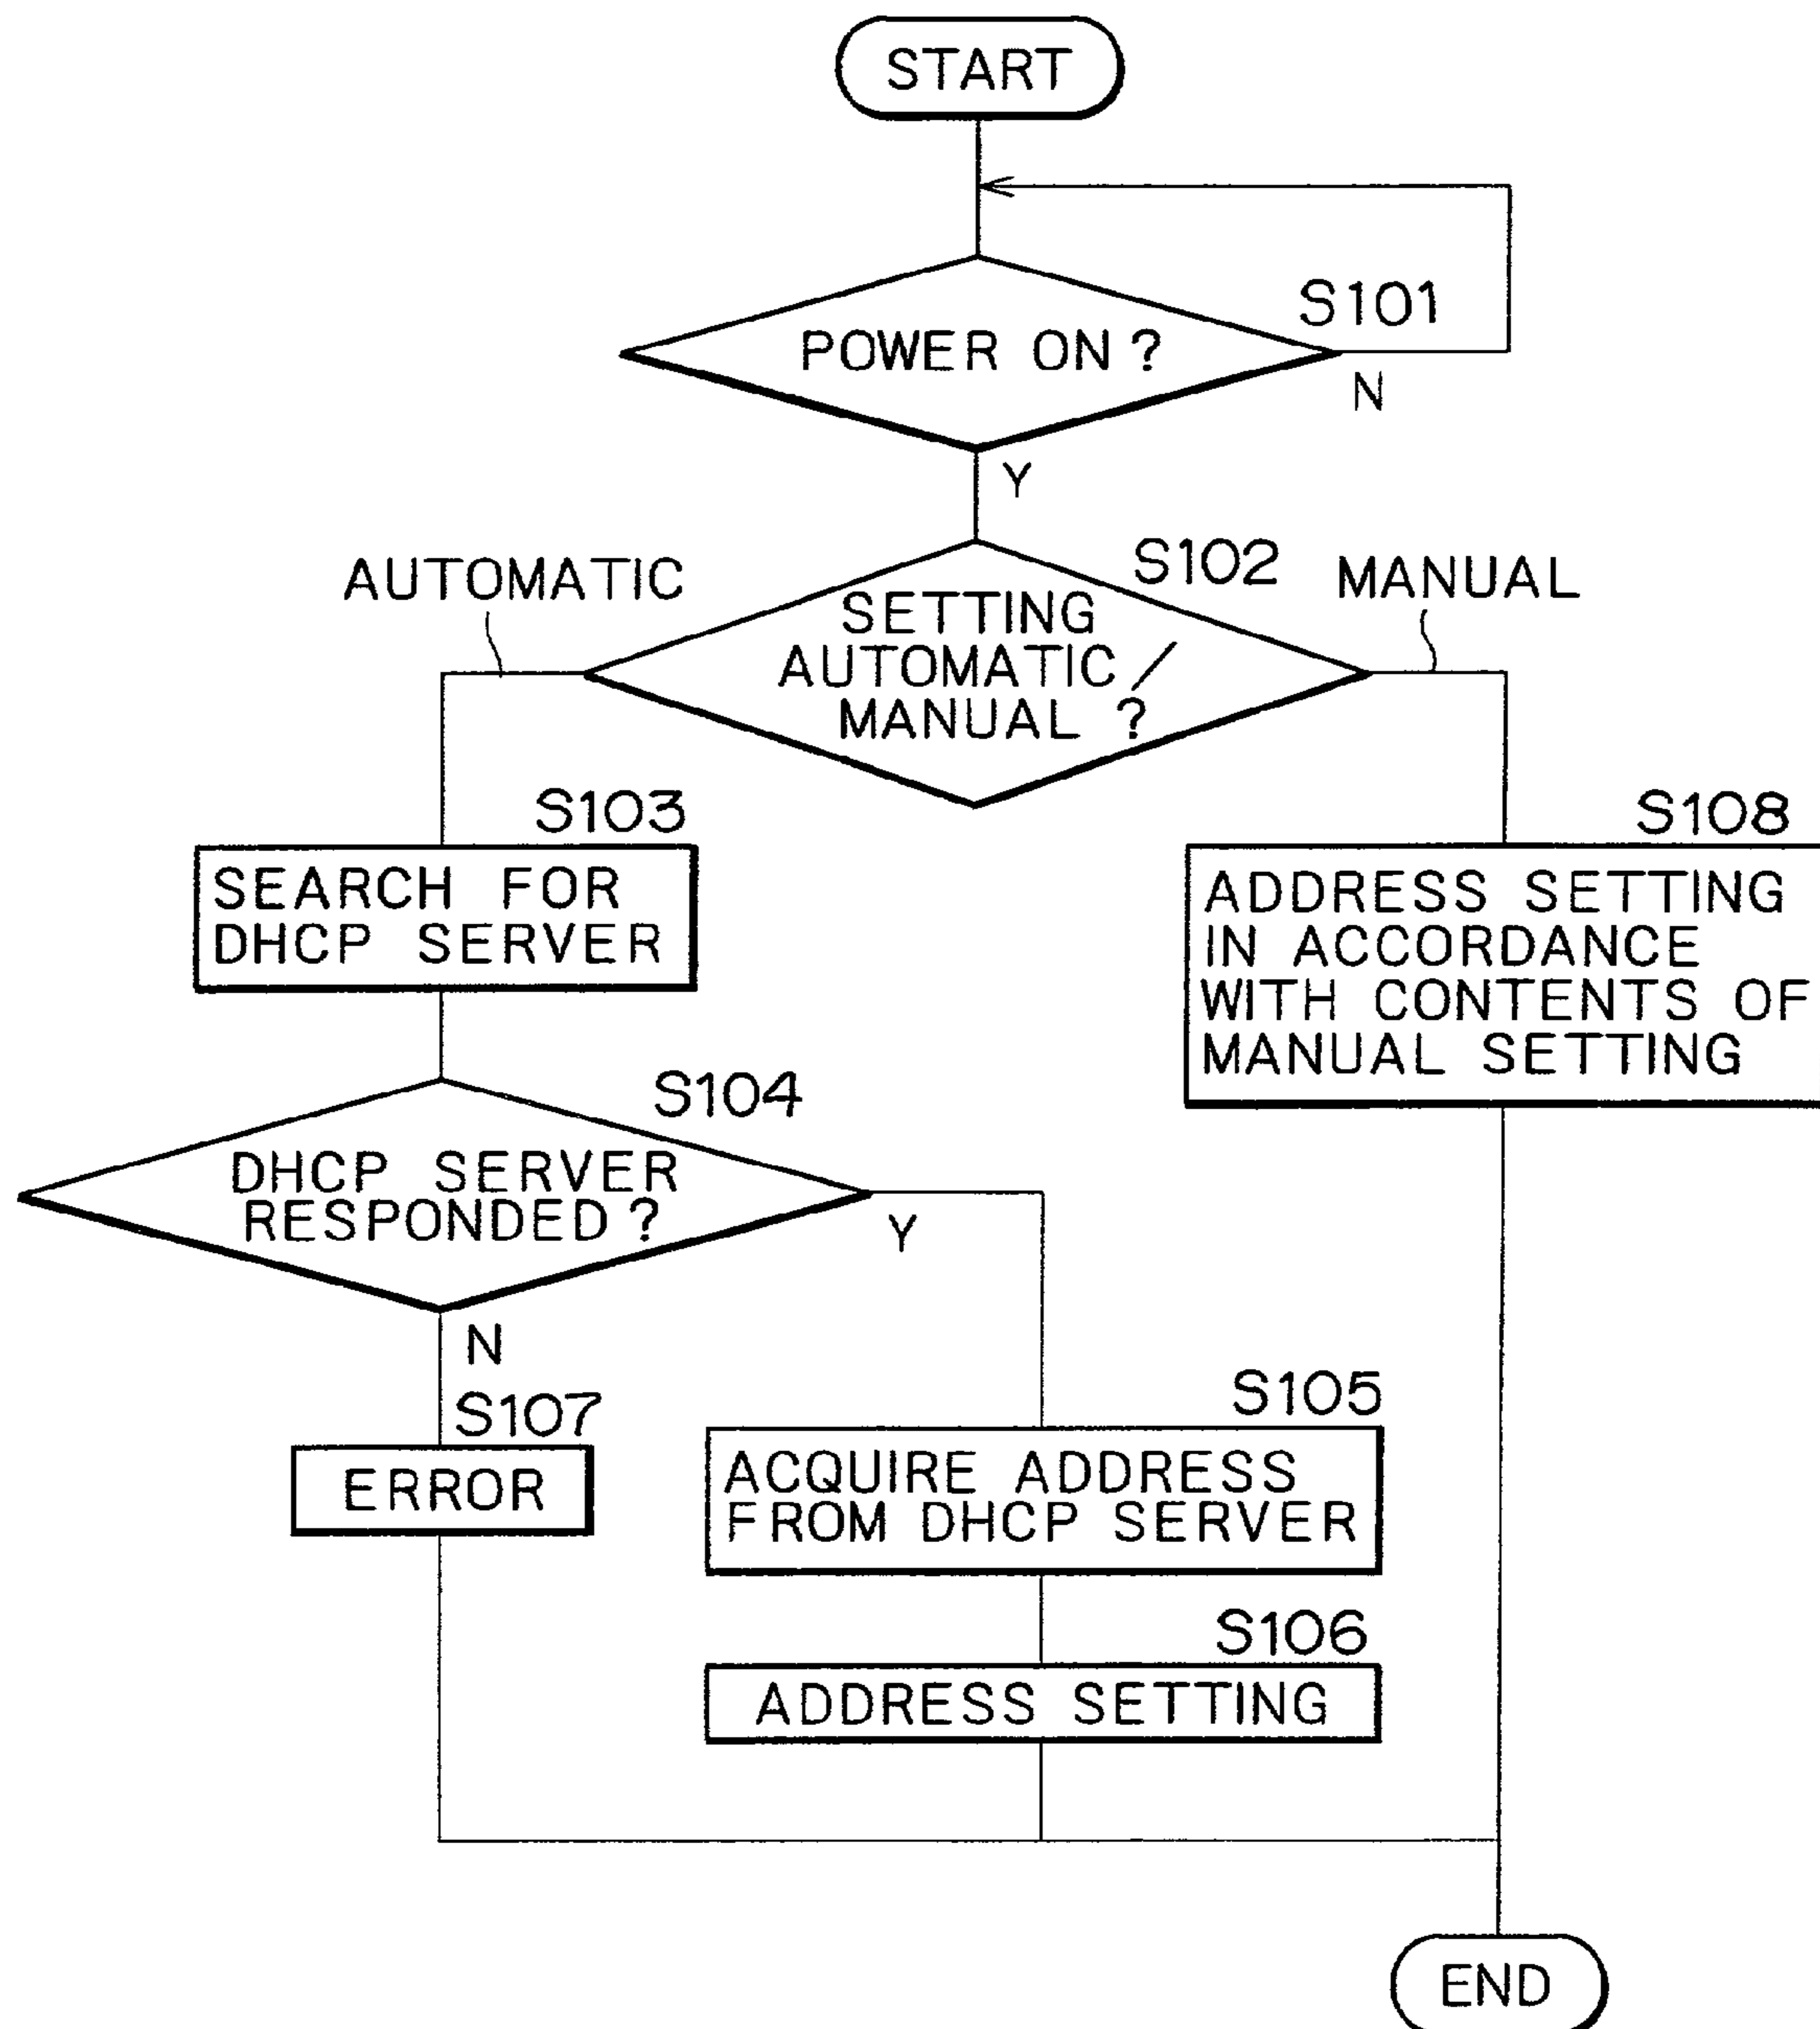 START
S101
POWER ON ?
N
Y
S102
AUTOMATIC
MANUAL
SETTING
AUTOMATIC /
MANUAL ?
S103
SEARCH FOR
DHCP SERVER
S108
ADDRESS SETTING
IN ACCORDANCE
WITH CONTENTS OF
MANUAL SETTING
S104
DHCP SERVER
RESPONDED ?
Y
N
S107
ERROR
S105
ACQUIRE ADDRESS
FROM DHCP SERVER
S106
ADDRESS SETTING
END